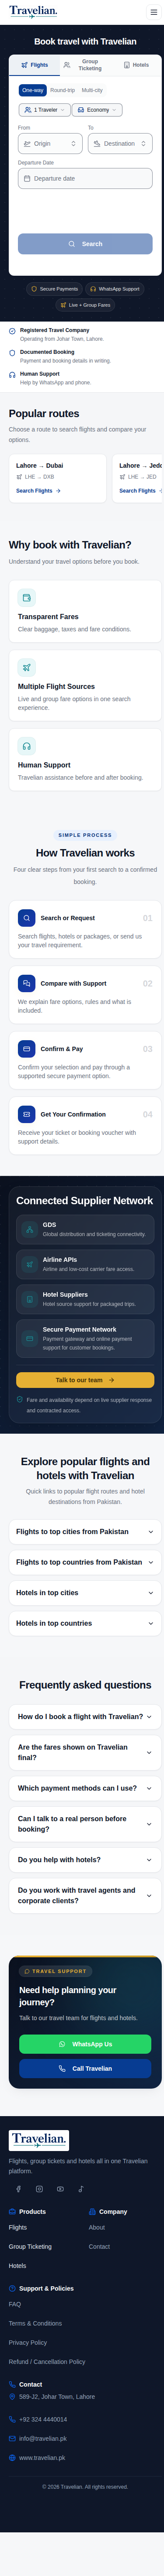 Travelian.
Book travel with Travelian
Flights
Group
Ticketing
Hotels
One-way
Round-trip
Multi-city
1 Traveler
Economy
From
To
Origin
Destination
Departure Date
Departure date
Search
Secure Payments
WhatsApp Support
Live + Group Fares
Registered Travel Company
Operating from Johar Town, Lahore.
Documented Booking
Payment and booking details in writing.
Human Support
Help by WhatsApp and phone.
Popular routes
Choose a route to search flights and compare your
options.
Lahore → Dubai
LHE → DXB
Search Flights →
Lahore → Jedd
LHE → JED
Search Flights
Why book with Travelian?
Understand your travel options before you book.
Transparent Fares
Clear baggage, taxes and fare conditions.
Multiple Flight Sources
Live and group fare options in one search
experience.
Human Support
Travelian assistance before and after booking.
SIMPLE PROCESS
How Travelian works
Four clear steps from your first search to a confirmed
booking.
Search or Request
01
Search flights, hotels or packages, or send us
your travel requirement.
Compare with Support
02
We explain fare options, rules and what is
included.
Confirm & Pay
03
Confirm your selection and pay through a
supported secure payment option.
Get Your Confirmation
04
Receive your ticket or booking voucher with
support details.
Connected Supplier Network
GDS
Global distribution and ticketing connectivity.
Airline APIs
Airline and low-cost carrier fare access.
Hotel Suppliers
Hotel source support for packaged trips.
Secure Payment Network
Payment gateway and online payment
support for customer bookings.
Talk to our team →
Fare and availability depend on live supplier response
and contracted access.
Explore popular flights and
hotels with Travelian
Quick links to popular flight routes and hotel
destinations from Pakistan.
Flights to top cities from Pakistan
Flights to top countries from Pakistan
Hotels in top cities
Hotels in top countries
Frequently asked questions
How do I book a flight with Travelian?
Are the fares shown on Travelian
final?
Which payment methods can I use?
Can I talk to a real person before
booking?
Do you help with hotels?
Do you work with travel agents and
corporate clients?
TRAVEL SUPPORT
Need help planning your
journey?
Talk to our travel team for flights and hotels.
WhatsApp Us
Call Travelian
Travelian.
Flights, group tickets and hotels all in one Travelian
platform.
Products
Company
Flights
About
Group Ticketing
Contact
Hotels
Support & Policies
FAQ
Terms & Conditions
Privacy Policy
Refund / Cancellation Policy
Contact
589-J2, Johar Town, Lahore
+92 324 4440014
info@travelian.pk
www.travelian.pk
© 2026 Travelian. All rights reserved.